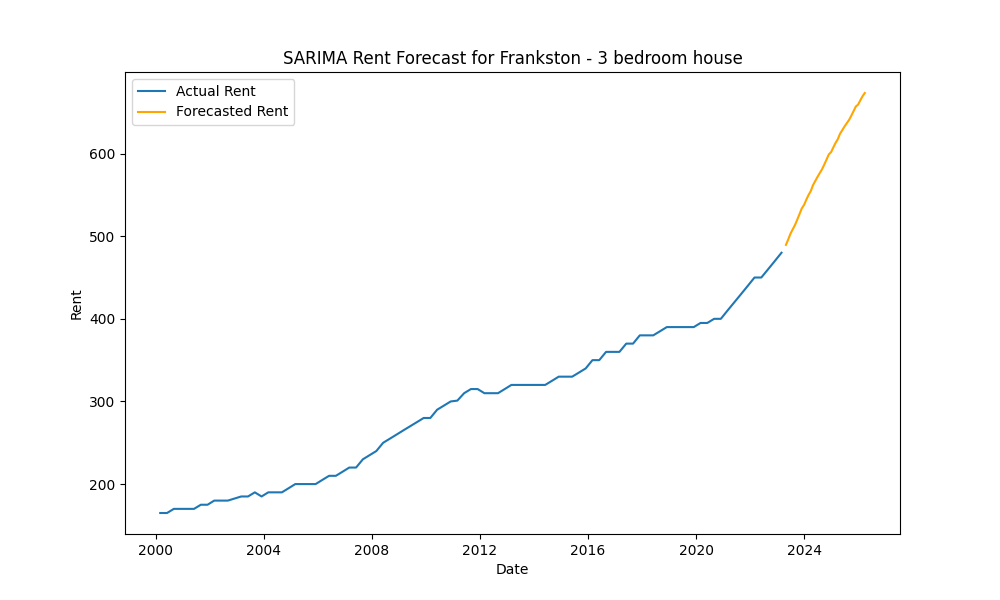 SARIMA Rent Forecast for Frankston - 3 bedroom house
Actual Rent
Forecasted Rent
600
500
400
300
200
Rent
2000 2004 2008 2012 2016 2020 2024
Date